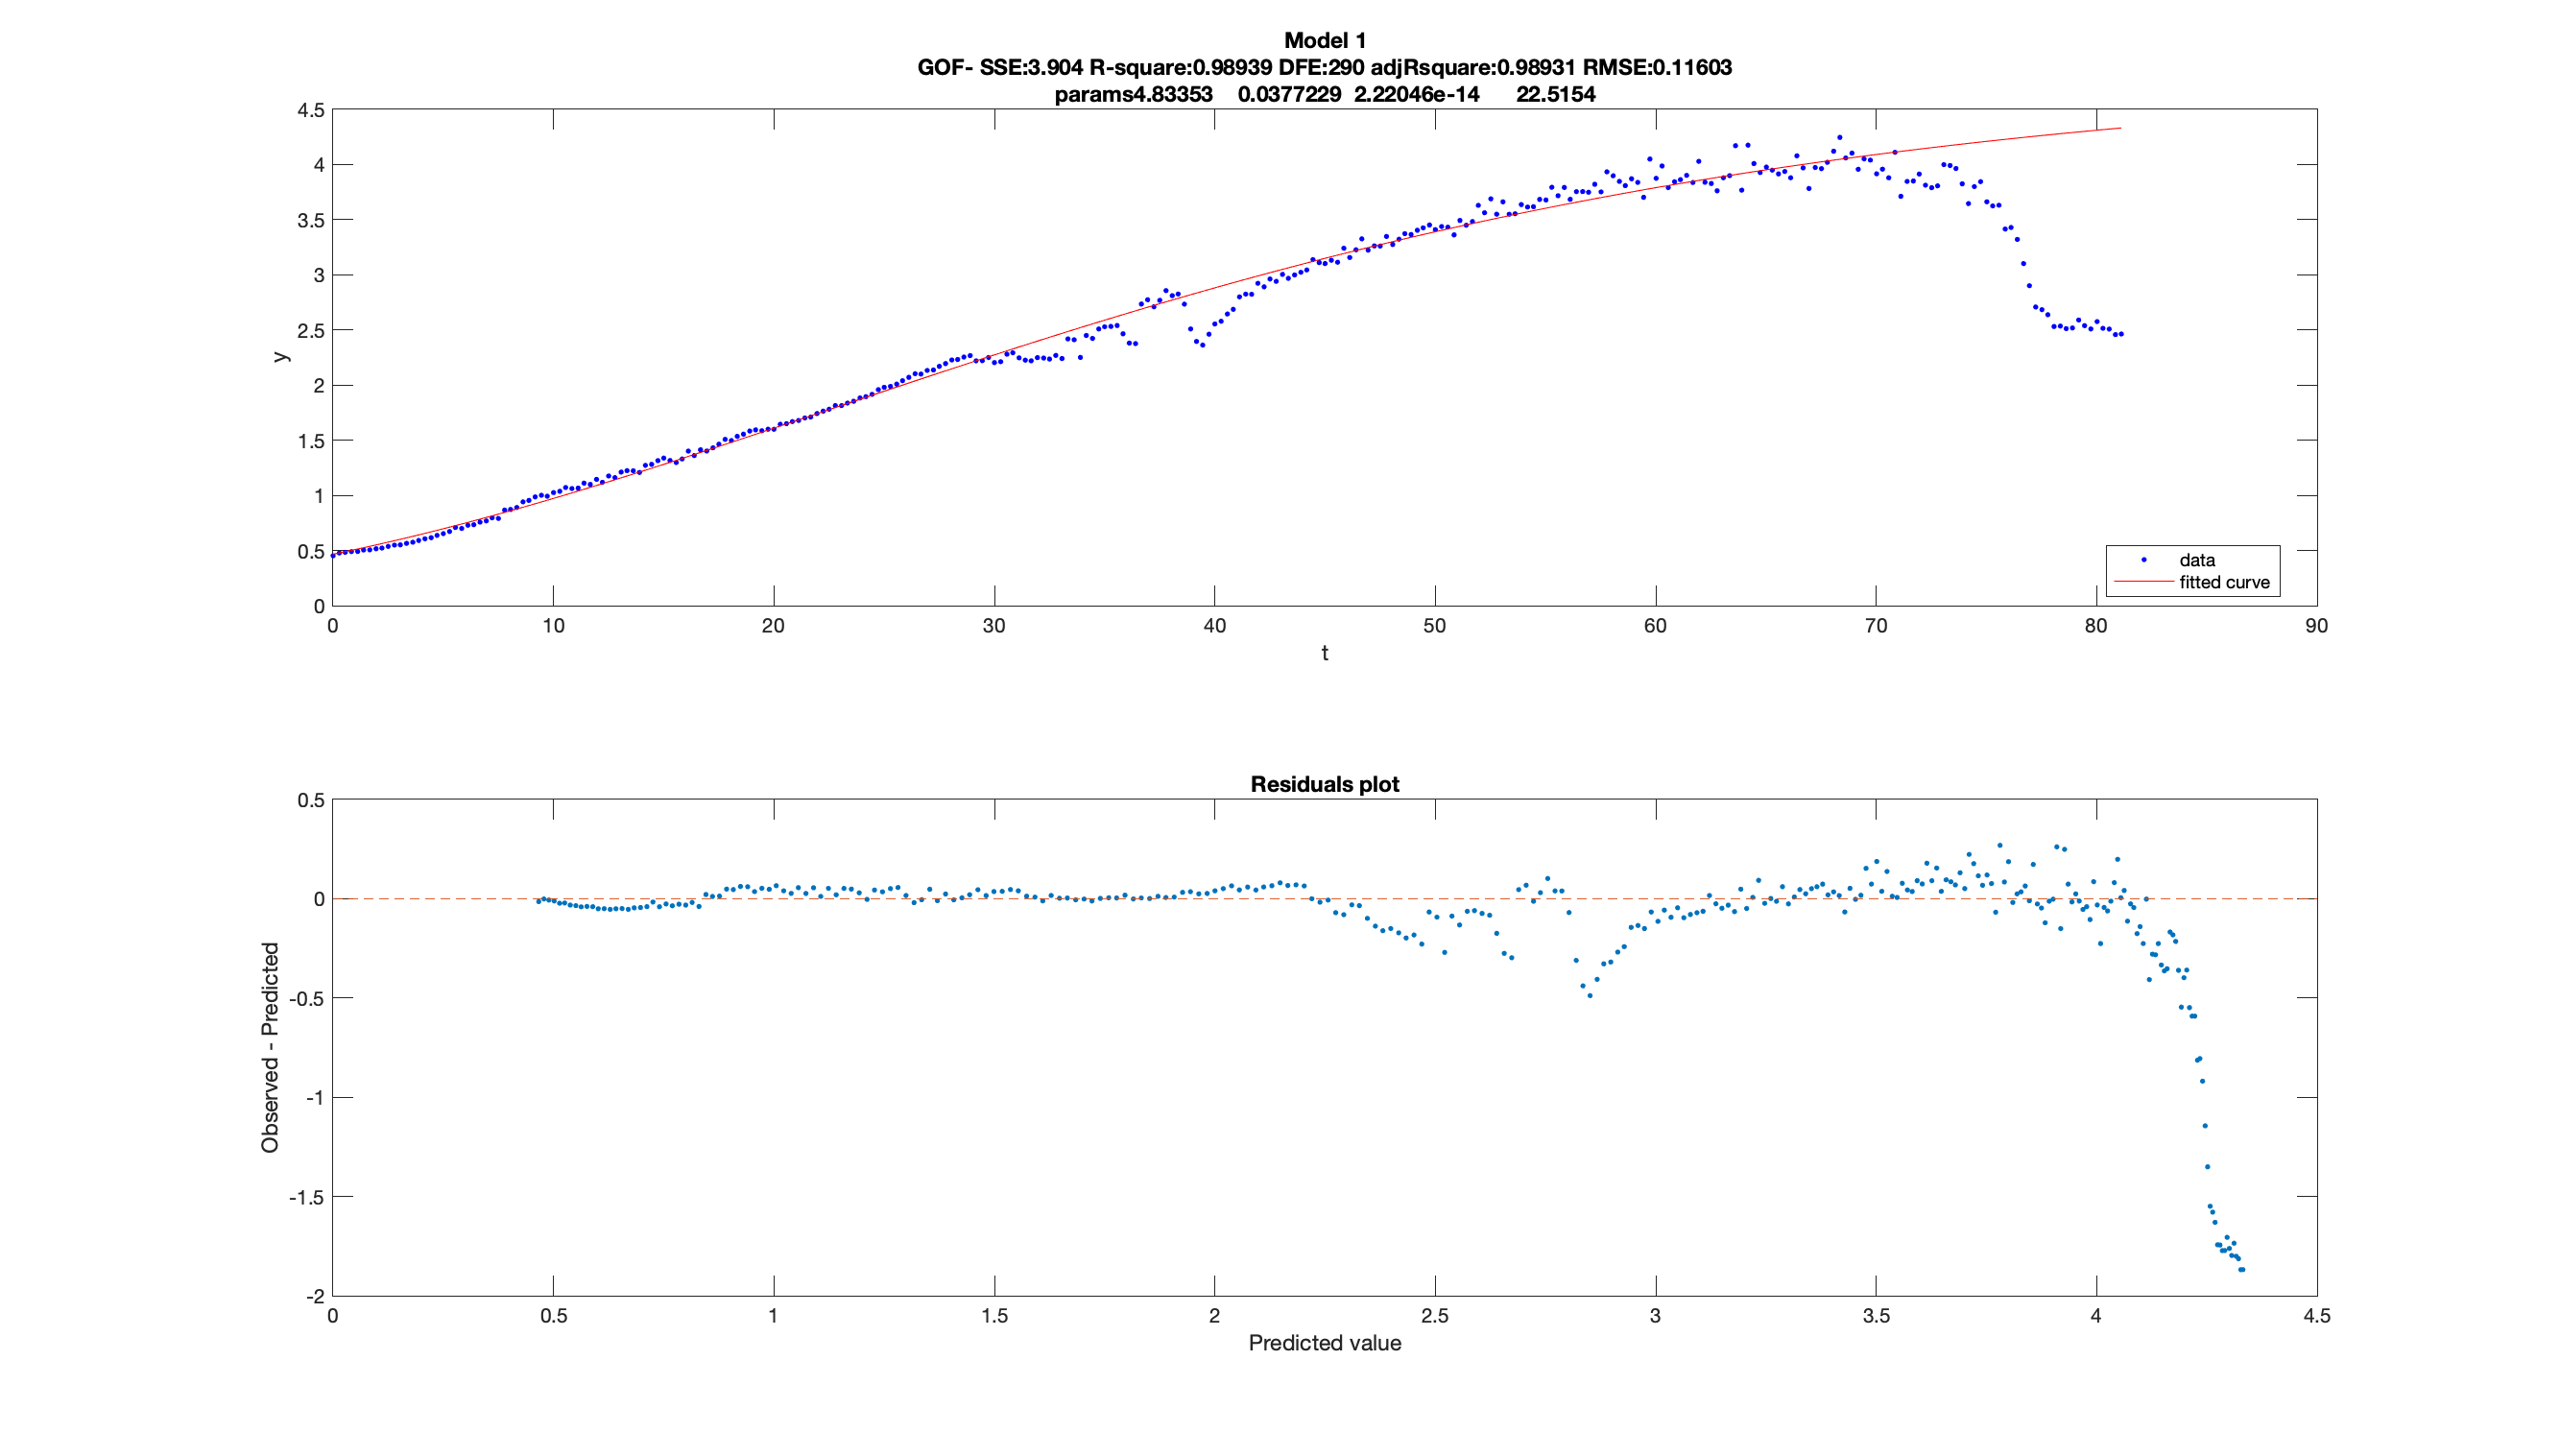 Model 1
GOF- SSE:3.904 R-square:0.98939 DFE:290 adjRsquare:0.98931 RMSE:0.11603
params4.83353 0.0377229 2.22046e-14 22.5154
4.5
4
3.5
3
2.5
2
1.5
1
0.5
0
y
0 10 20 30 40 50 60 70 80 90
t
data
fitted curve
Residuals plot
0.5
0
-0.5
-1
-1.5
-2
Observed - Predicted
0 0.5 1 1.5 2 2.5 3 3.5 4 4.5
Predicted value